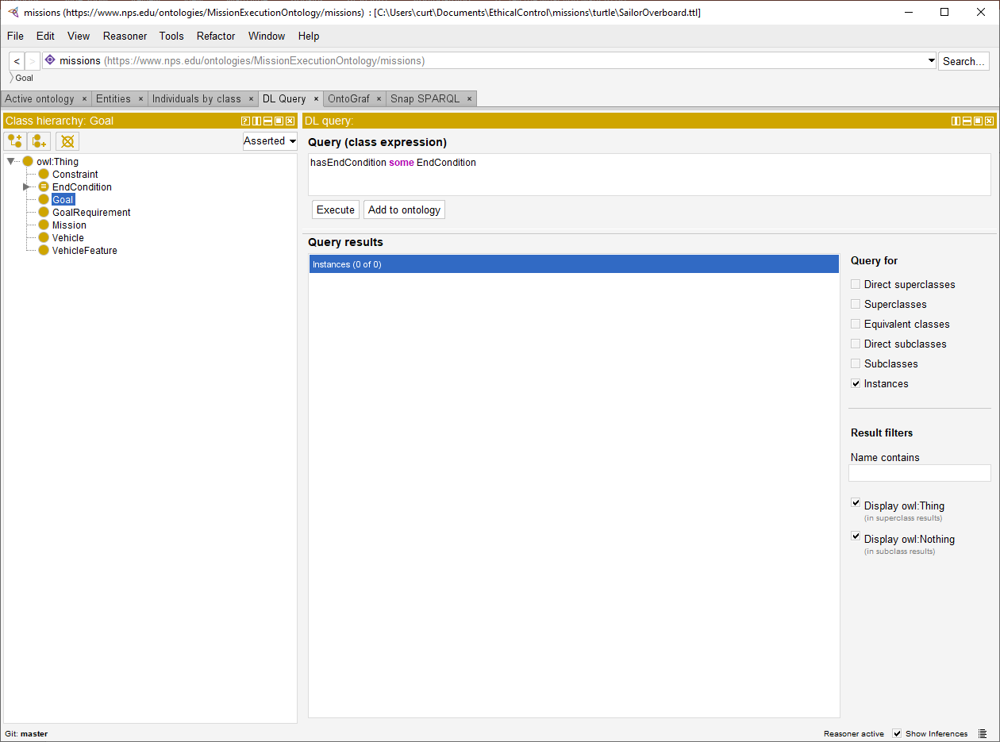 missions (https://www.nps.edu/ontologies/MissionExecutionOntology/missions) : [C:\Users\curt\Documents\EthicalControl\missions\turtle\SailorOverboard.ttl]
File Edit View Reasoner Tools Refactor Window Help
< > missions (https://www.nps.edu/ontologies/MissionExecutionOntology/missions) Search...
Goal
Active ontology × Entities × Individuals by class × DL Query × OntoGraf × Snap SPARQL ×
Class hierarchy: Goal
Asserted
owl:Thing
Constraint
EndCondition
Goal
GoalRequirement
Mission
Vehicle
VehicleFeature
DL query:
Query (class expression)
hasEndCondition some EndCondition
Execute Add to ontology
Query results
Instances (0 of 0)
Query for
Direct superclasses
Superclasses
Equivalent classes
Direct subclasses
Subclasses
Instances
Result filters
Name contains
Display owl:Thing
(in superclass results)
Display owl:Nothing
(in subclass results)
Git: master
Reasoner active Show Inferences